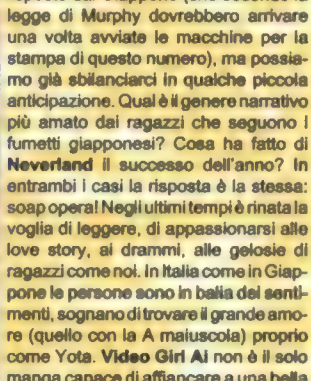 legge di Murphy dovrebbero arrivare
una volta avviate le macchine per la
stampa di questo numero), ma possia-
mo già sbilanciarci in qualche piccola
anticipazione. Qual è il genere narrativo
più amato dai ragazzi che seguono i
fumetti giapponesi? Cosa ha fatto di
Neverland il successo dell'anno? In
entrambi i casi la risposta è la stessa:
soap opera! Negli ultimi tempi è rinata la
voglia di leggere, di appassionarsi alle
love story, ai drammi, alle gelosie di
ragazzi come noi. In Italia come in Giap-
pone le persone sono in balia dei senti-
menti, sognano di trovare il grande amo-
re (quello con la A maiuscola) proprio
come Yota. Video Girl Ai non è il solo
manga capace di affiancare a una bella